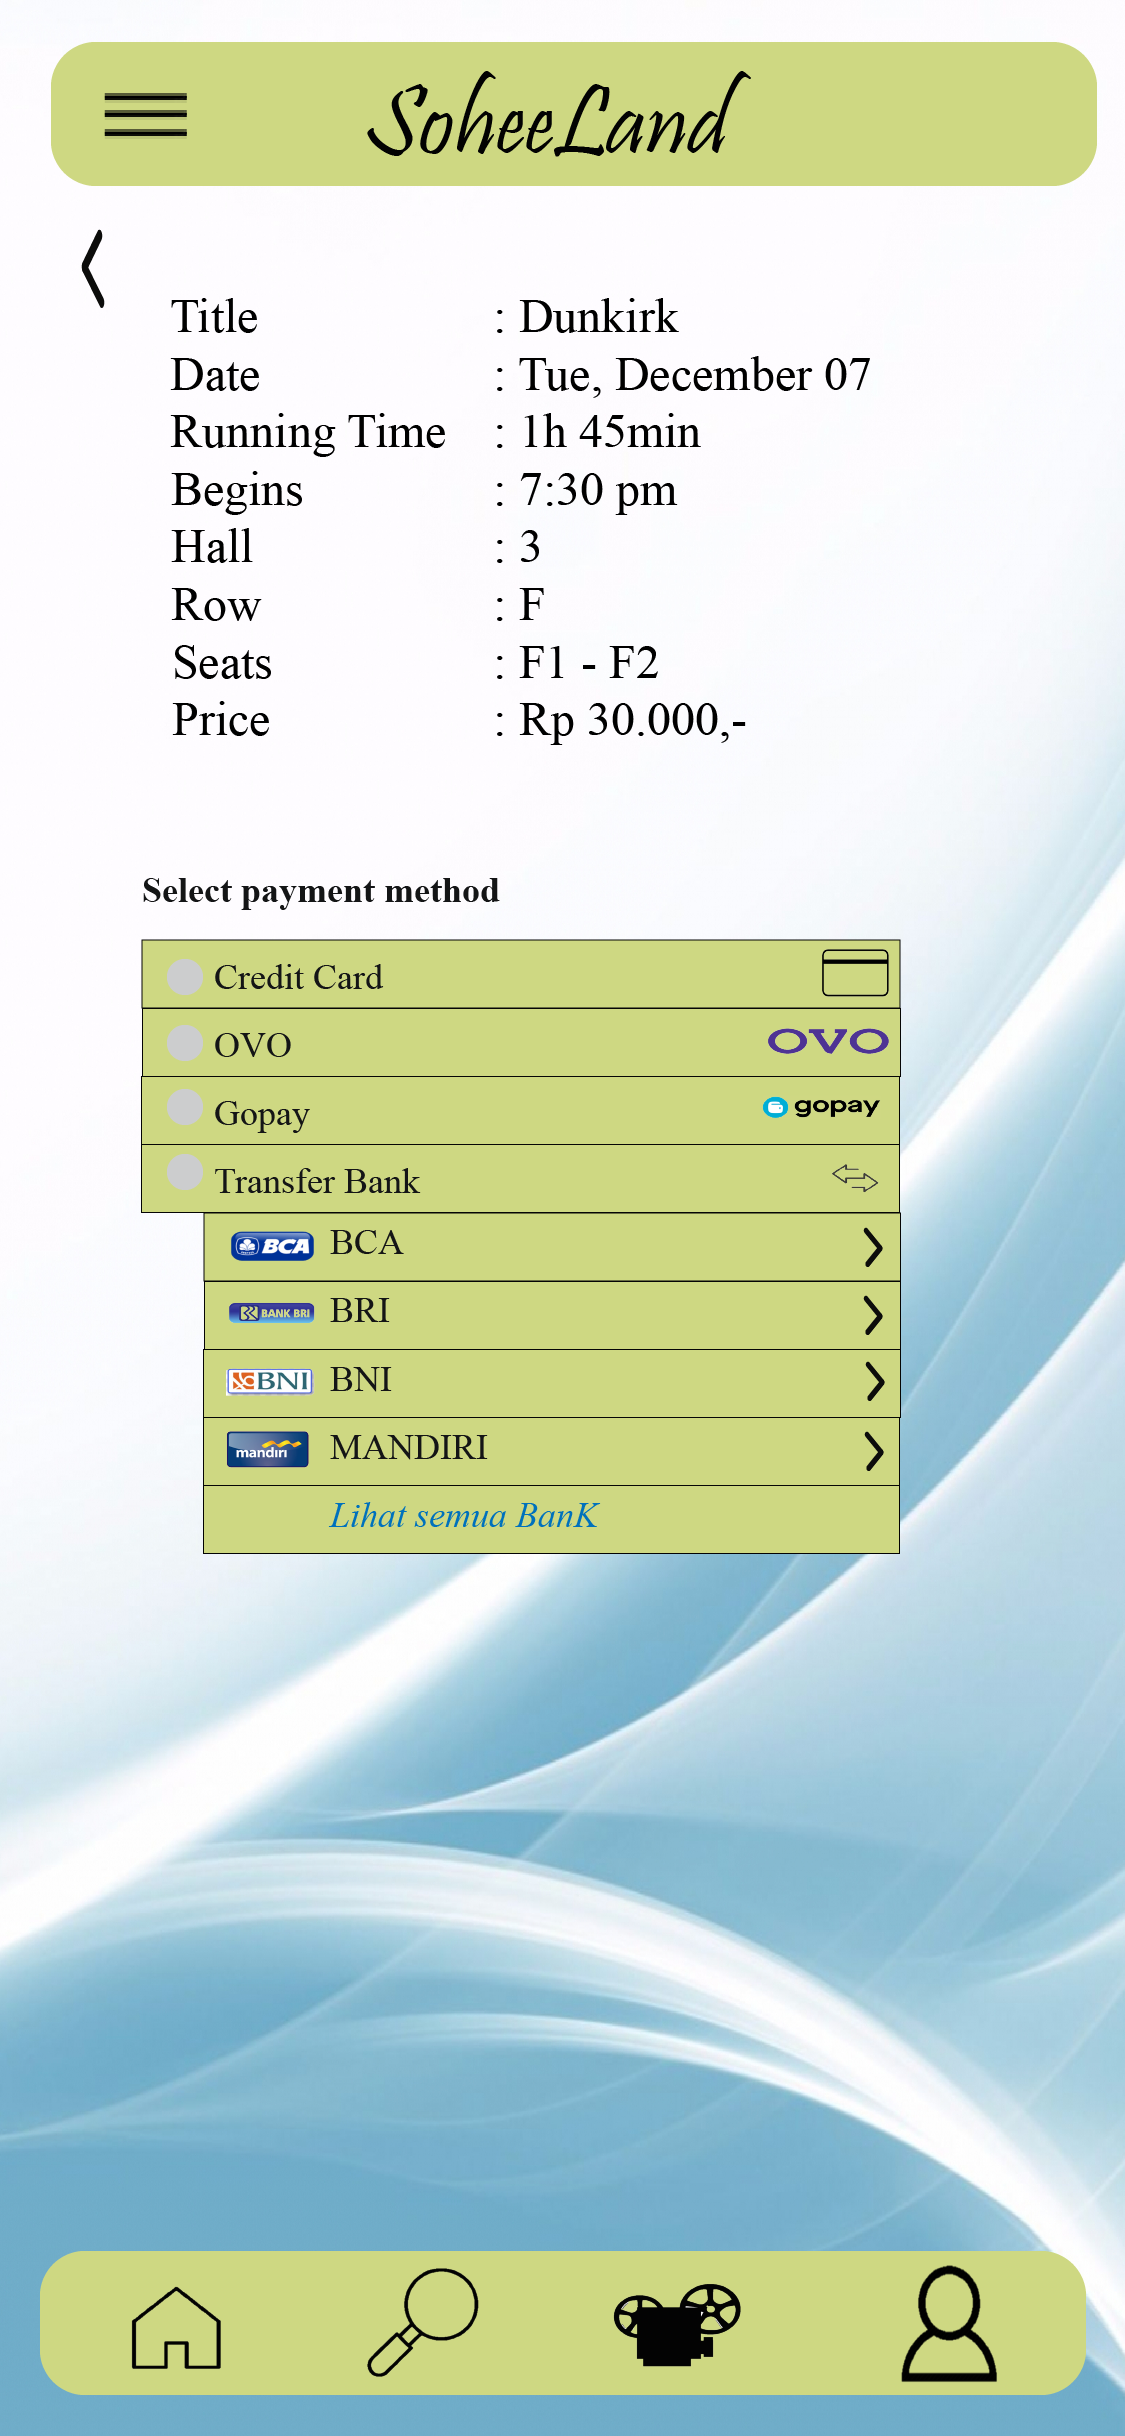 SoheeLand
Title : Dunkirk
Date : Tue, December 07
Running Time : 1h 45min
Begins : 7:30 pm
Hall : 3
Row : F
Seats : F1 - F2
Price : Rp 30.000,-
Select payment method
Credit Card
OVO OVO
Gopay gopay
Transfer Bank
BCA BCA
BANK BRI BRI
BNI BNI
mandiri MANDIRI
Lihat semua BanK